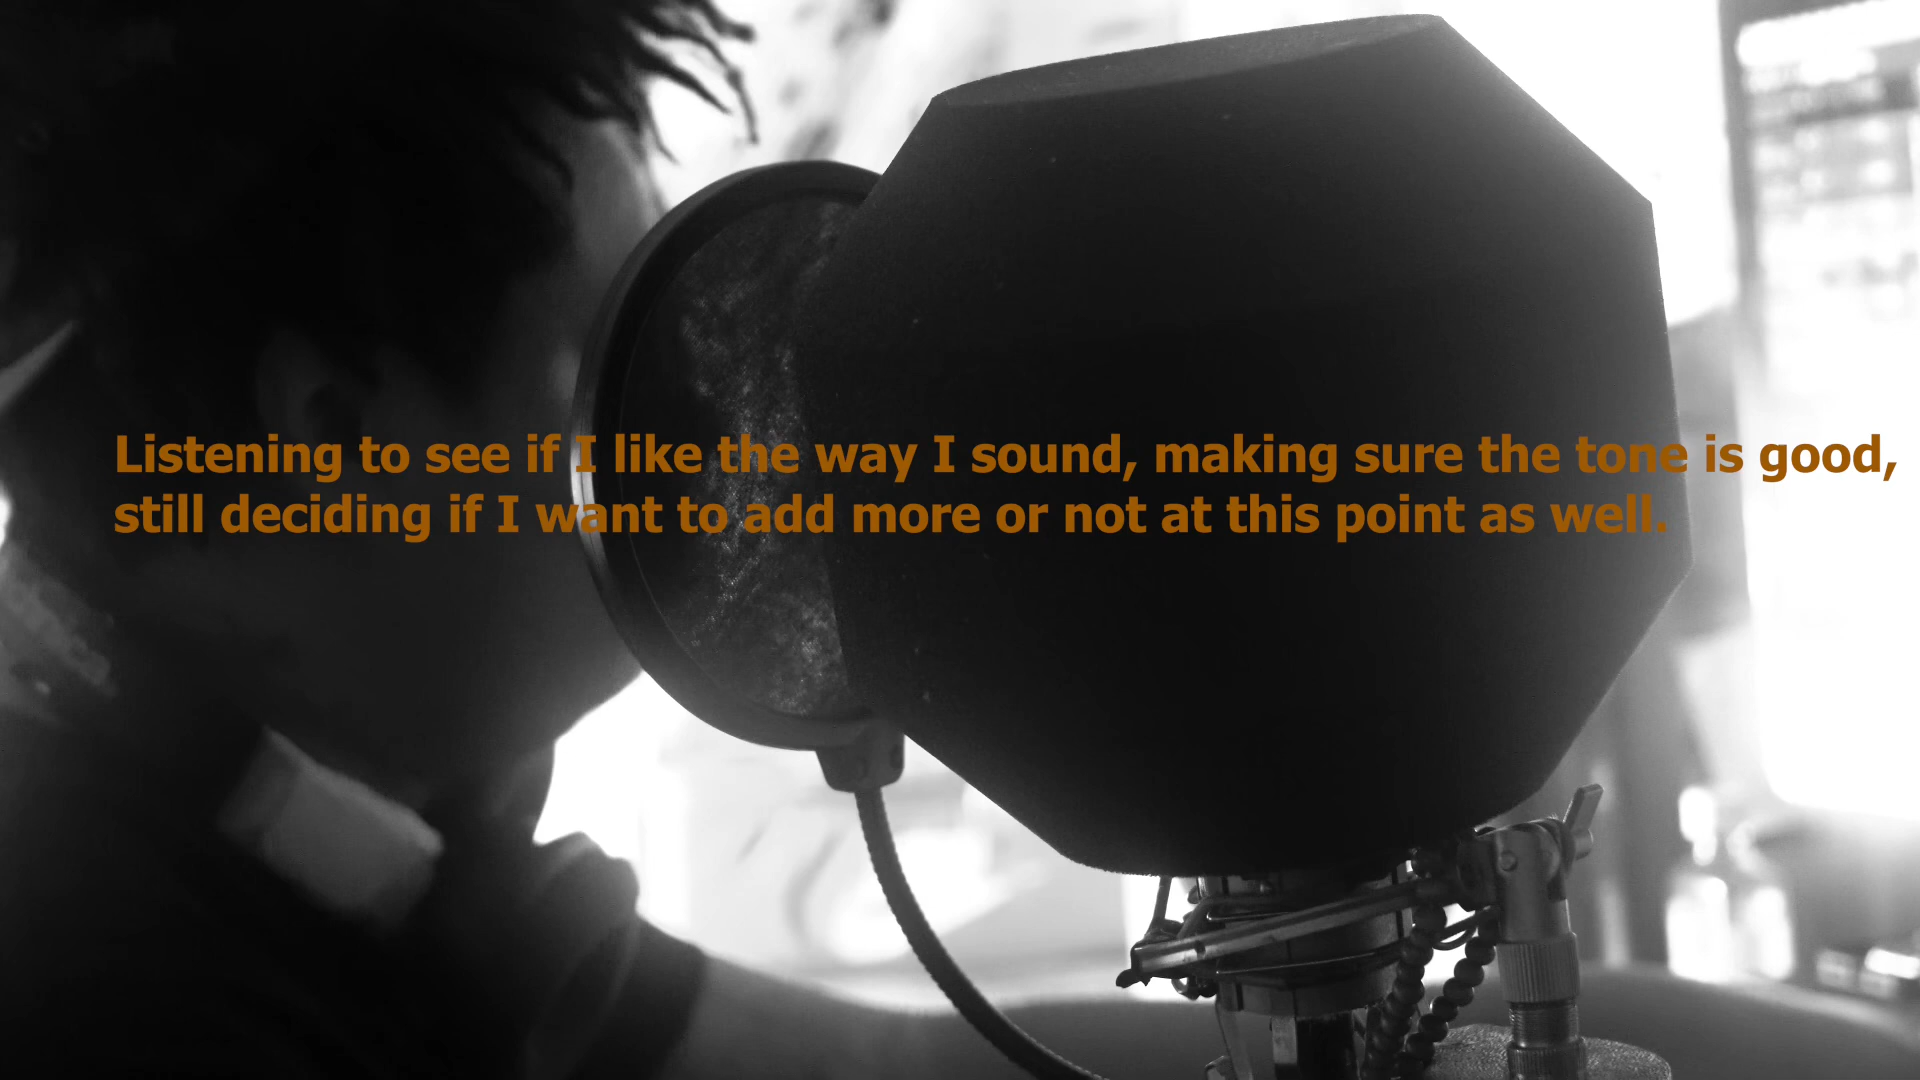 Listening to see if I like the way I sound, making sure the tone is good,
still deciding if I want to add more or not at this point as well.